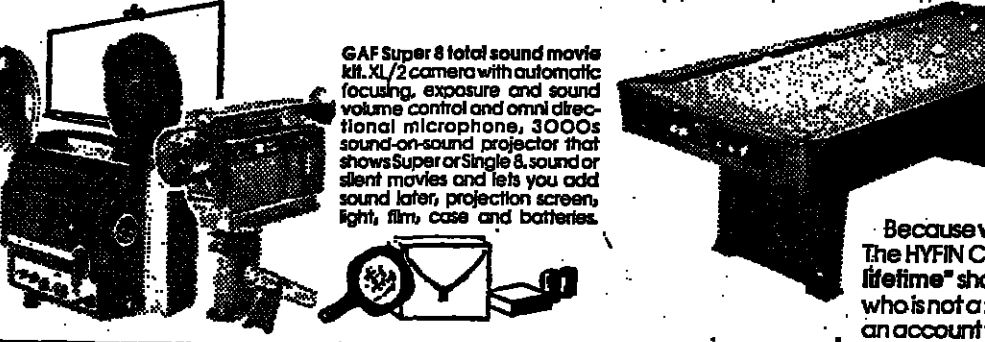 GAF Super 8 total sound movie
kit. XL/2 camera with automatic
focusing, exposure and sound
volume control and omni direc-
tional microphone, 3000s
sound-on-sound projector that
shows Super or Single 8, sound or
silent movies and lets you add
sound later, projection screen,
light, film, case and batteries.
Because
The HYFIN
lifetime" 
who is not a
an account